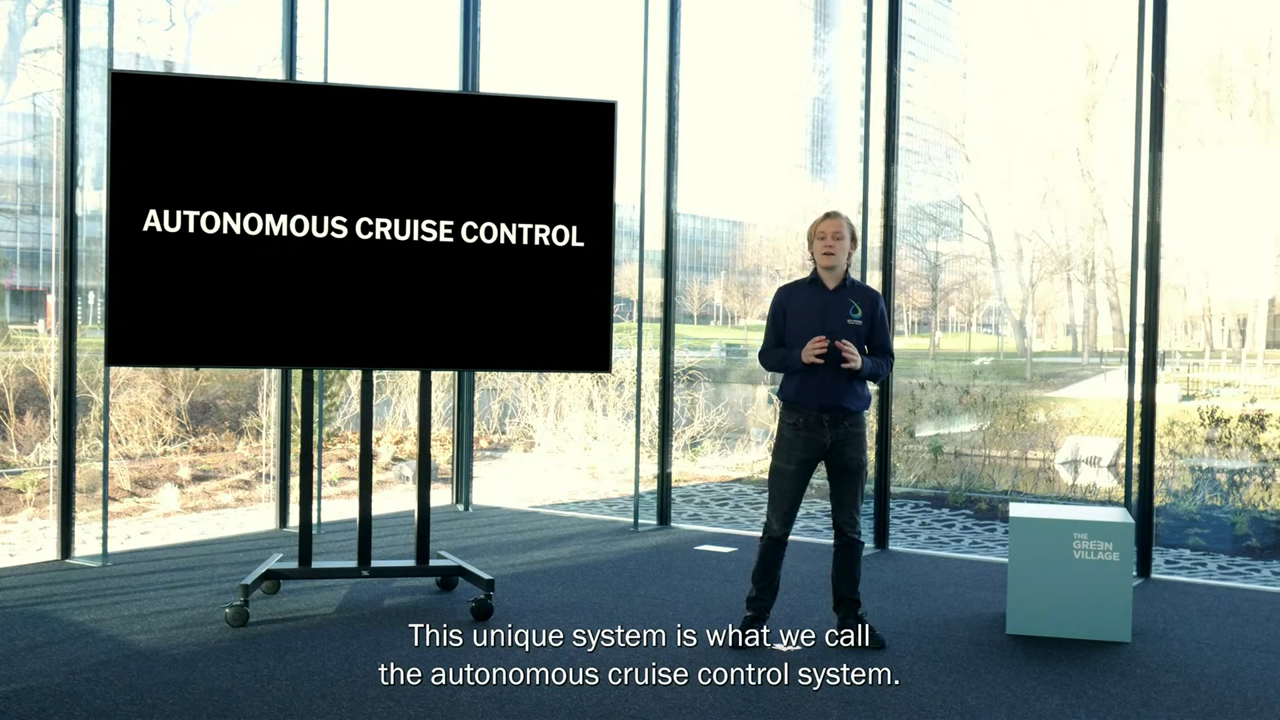 AUTONOMOUS CRUISE CONTROL
THE
GREEN
VILLAGE
This unique system is what we call
the autonomous cruise control system.